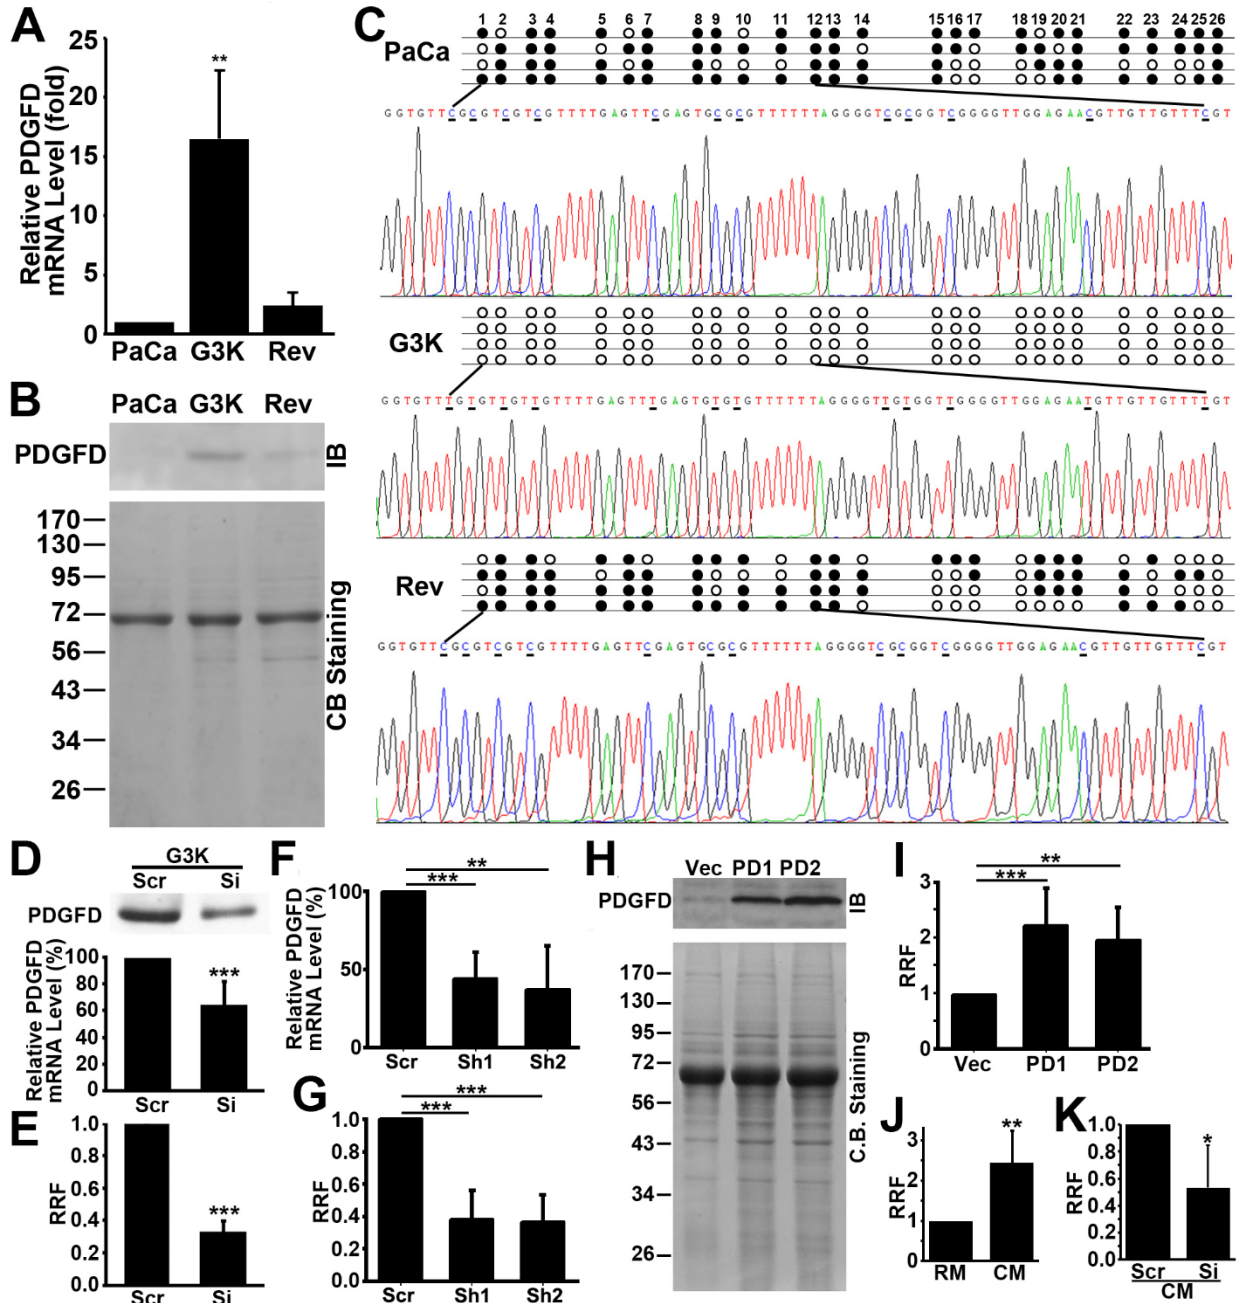 A
Relative PDGFD
mRNA Level (fold)
25
20
15
10
5
0
**
PaCa G3K Rev
B
PaCa G3K Rev
PDGFD
IB
170
130
95
72
56
43
34
26
CB Staining
C
1 2 3 4 5 6 7 8 9 10 11 12 13 14 15 16 17 18 19 20 21 22 23 24 25 26
PaCa
GGTGTTCGCGTCGTCGTTTTGAGTTCGAGTGCGCGTTTTTTAGGGGTCGCGGTCGGGGTTGGAGAACGTTGTTGTTTCGT
G3K
GGTGTTTGTGTTGTTGTTTTGAGTTTGAGTGTGTGTTTTTTAGGGGTTGTGGTTGGGGTTGGAGAATGTTGTTGTTTTGT
Rev
GGTGTTCGCGTCGTCGTTTTGAGTTCGAGTGCGCGTTTTTTAGGGGTCGCGGTCGGGGTTGGAGAACGTTGTTGTTTCGT
D
G3K
Scr Si
PDGFD
Relative PDGFD
mRNA Level (%)
100
80
60
40
20
0
***
Scr Si
E
RRF
1.0
0.8
0.6
0.4
0.2
0.0
***
Scr Si
F
Relative PDGFD
mRNA Level (%)
100
50
0
**
***
Scr Sh1 Sh2
G
RRF
1.0
0.8
0.6
0.4
0.2
0.0
***
***
Scr Sh1 Sh2
H
Vec PD1 PD2
PDGFD
IB
170
130
95
72
56
43
34
26
C.B. Staining
I
RRF
3
2
1
0
**
***
Vec PD1 PD2
J
RRF
3
2
1
0
**
RM CM
K
RRF
1.0
0.8
0.6
0.4
0.2
0.0
*
Scr Si
CM